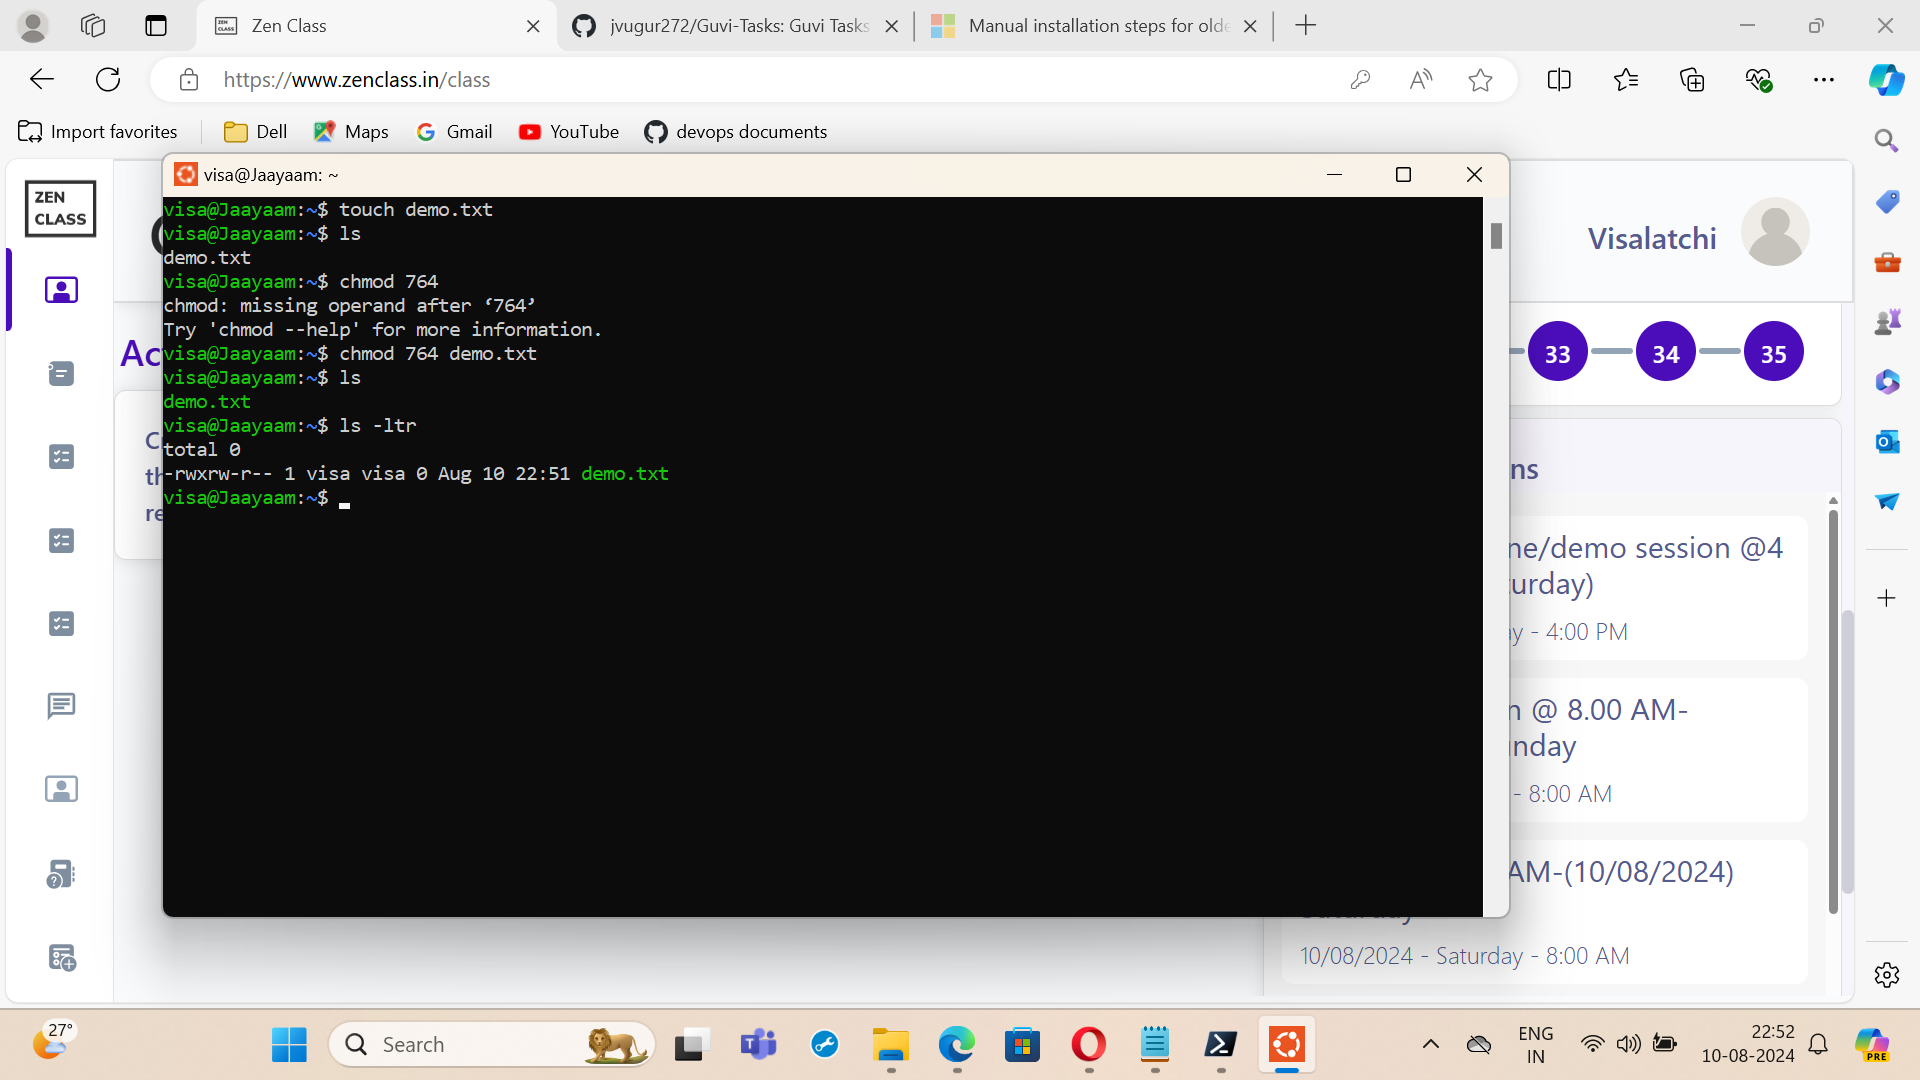 Zen Class
jvugur272/Guvi-Tasks: Guvi Tasks
Manual installation steps for olde
https://www.zenclass.in/class
Import favorites
Dell
Maps
Gmail
YouTube
devops documents
visa@Jaayaam: ~
ZEN
CLASS
Visalatchi
visa@Jaayaam:~$ touch demo.txt
visa@Jaayaam:~$ ls
demo.txt
visa@Jaayaam:~$ chmod 764
chmod: missing operand after ‘764’
Try 'chmod --help' for more information.
visa@Jaayaam:~$ chmod 764 demo.txt
visa@Jaayaam:~$ ls
demo.txt
visa@Jaayaam:~$ ls -ltr
total 0
-rwxrw-r-- 1 visa visa 0 Aug 10 22:51 demo.txt
visa@Jaayaam:~$
Ac
C
th
re
33 34 35
ns
ne/demo session @4
urday)
ay - 4:00 PM
n @ 8.00 AM-
nday
- 8:00 AM
AM-(10/08/2024)
10/08/2024 - Saturday - 8:00 AM
27°
Search
ENG
IN
22:52
10-08-2024
PRE